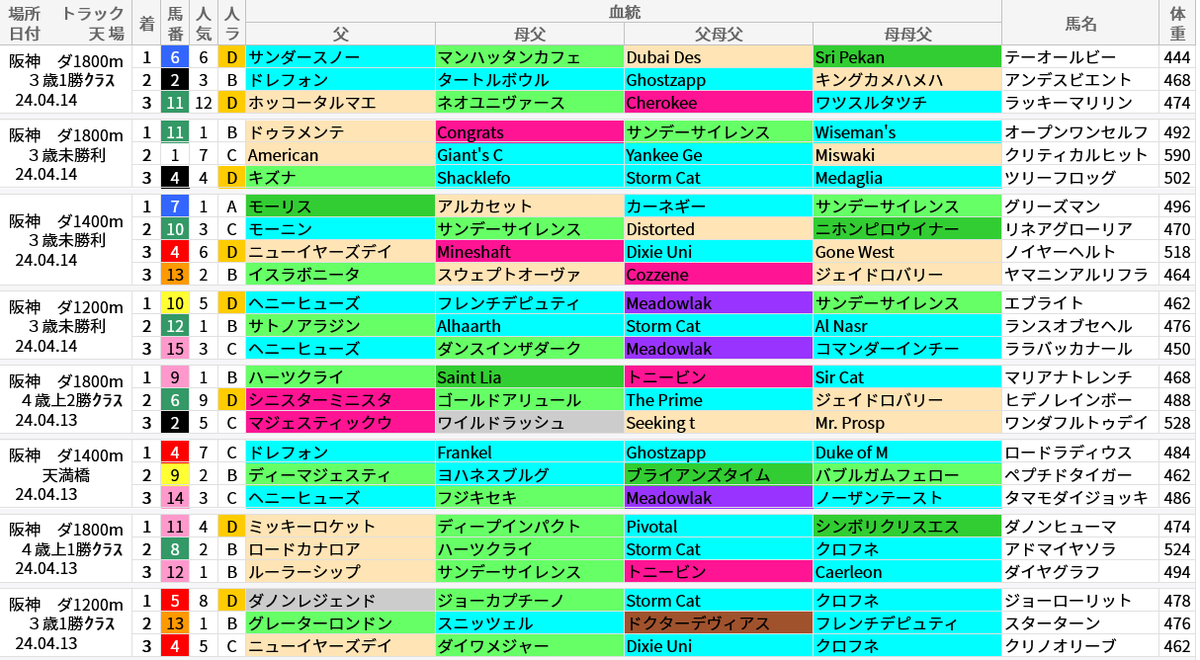 場所 トラック 着 馬番 人気 人ラ 血統 馬名 体重
日付 天場 父 母父 父母父 母母父
阪神 ダ1800m 1 6 6 D サンダースノー マンハッタンカフェ Dubai Des Sri Pekan テーオールビー 444
３歳1勝ｸﾗｽ 2 2 3 B ドレフォン タートルボウル Ghostzapp キングカメハメハ アンデスビエント 468
24.04.14 3 11 12 D ホッコータルマエ ネオユニヴァース Cherokee ワツスルタツチ ラッキーマリリン 474
阪神 ダ1800m 1 11 1 B ドゥラメンテ Congrats サンデーサイレンス Wiseman's オープンワンセルフ 492
３歳未勝利 2 1 7 C American Giant's C Yankee Ge Miswaki クリティカルヒット 590
24.04.14 3 4 4 D キズナ Shacklefo Storm Cat Medaglia ツリーフロッグ 502
阪神 ダ1400m 1 7 1 A モーリス アルカセット カーネギー サンデーサイレンス グリーズマン 496
３歳未勝利 2 10 3 C モーニン サンデーサイレンス Distorted ニホンピロウイナー リネアグローリア 470
24.04.14 3 4 6 D ニューイヤーズデイ Mineshaft Dixie Uni Gone West ノイヤーヘルト 518
3 13 2 B イスラボニータ スウェプトオーヴァ Cozzene ジェイドロバリー ヤマニンアルリフラ 464
阪神 ダ1200m 1 10 5 D ヘニーヒューズ フレンチデピュティ Meadowlak サンデーサイレンス エブライト 462
３歳未勝利 2 12 1 B サトノアラジン Alhaarth Storm Cat Al Nasr ランスオブセヘル 476
24.04.14 3 15 3 C ヘニーヒューズ ダンスインザダーク Meadowlak コマンダーインチー ララバッカナール 450
阪神 ダ1800m 1 9 1 B ハーツクライ Saint Lia トニービン Sir Cat マリアナトレンチ 468
４歳上2勝ｸﾗｽ 2 6 9 D シニスターミニスタ ゴールドアリュール The Prime ジェイドロバリー ヒデノレインボー 488
24.04.13 3 2 5 C マジェスティックウ ワイルドラッシュ Seeking t Mr. Prosp ワンダフルトゥデイ 528
阪神 ダ1400m 1 4 7 C ドレフォン Frankel Ghostzapp Duke of M ロードラディウス 484
天満橋 2 9 2 B ディーマジェスティ ヨハネスブルグ ブライアンズタイム バブルガムフェロー ペプチドタイガー 462
24.04.13 3 14 3 C ヘニーヒューズ フジキセキ Meadowlak ノーザンテースト タマモダイジョッキ 486
阪神 ダ1800m 1 11 4 D ミッキーロケット ディープインパクト Pivotal シンボリクリスエス ダノンヒューマ 474
４歳上1勝ｸﾗｽ 2 8 2 B ロードカナロア ハーツクライ Storm Cat クロフネ アドマイヤソラ 524
24.04.13 3 12 1 B ルーラーシップ サンデーサイレンス トニービン Caerleon ダイヤグラフ 494
阪神 ダ1200m 1 5 8 D ダノンレジェンド ジョーカプチーノ Storm Cat クロフネ ジョーローリット 478
３歳1勝ｸﾗｽ 2 13 1 B グレーターロンドン スニッツェル ドクターデヴィアス フレンチデピュティ スターターン 476
24.04.13 3 4 5 C ニューイヤーズデイ ダイワメジャー Dixie Uni クロフネ クリノオリーブ 462